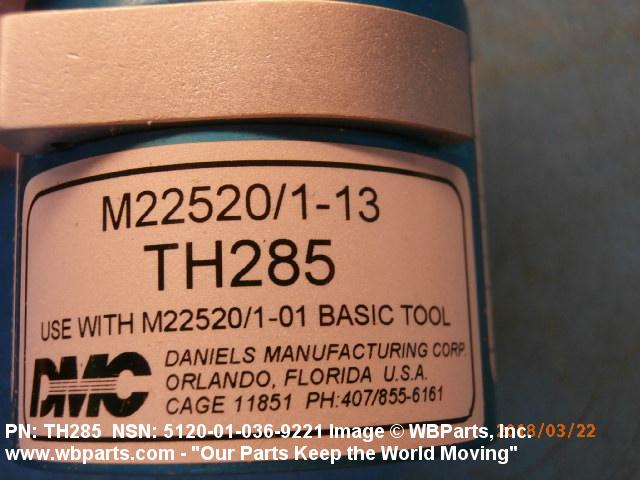 M22520/1-13
TH285
USE WITH M22520/1-01 BASIC TOOL
DMC
DANIELS MANUFACTURING CORP.
ORLANDO, FLORIDA U.S.A.
CAGE 11851 PH:407/855-6161
PN: TH285 NSN: 5120-01-036-9221 Image © WBParts, Inc.
/03/22
www.wbparts.com - "Our Parts Keep the World Moving"